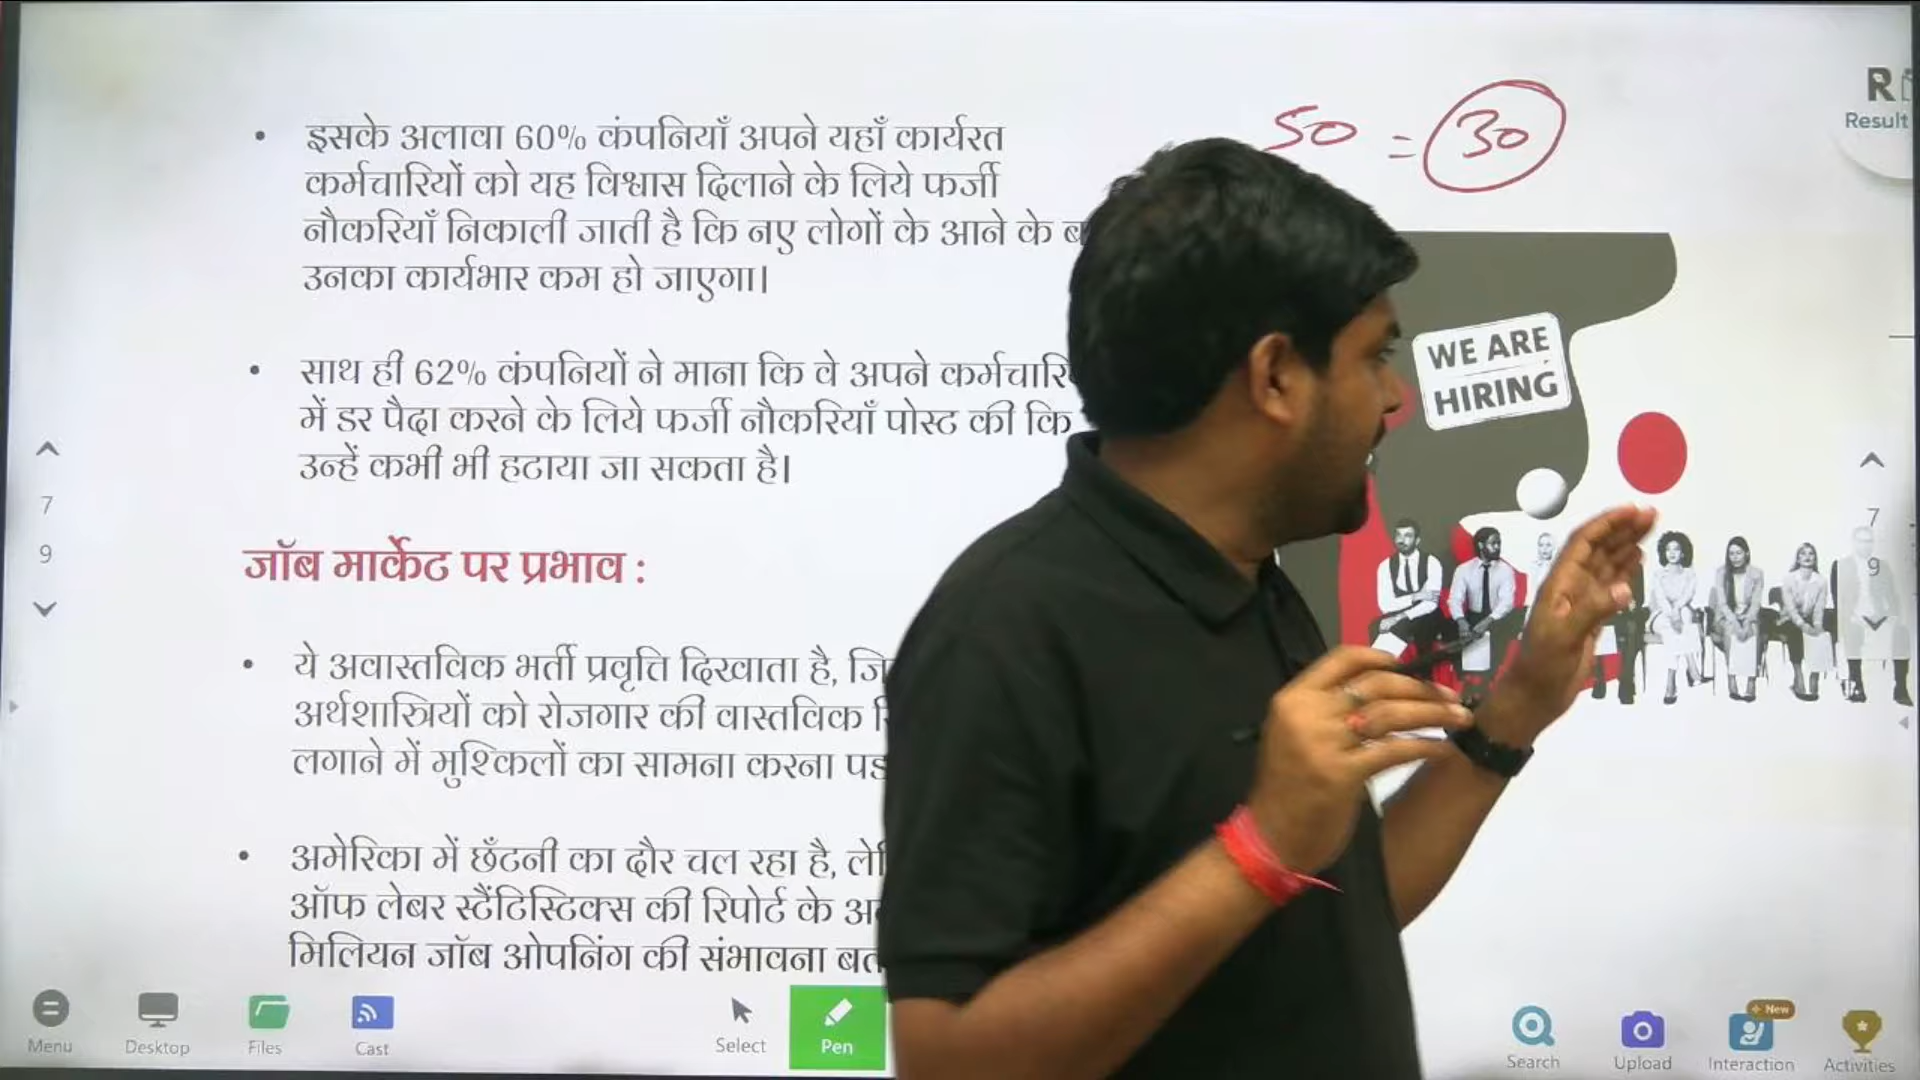 50 = 30
R
Result
• इसके अलावा 60% कंपनियाँ अपने यहाँ कार्यरत
कर्मचारियों को यह विश्वास दिलाने के लिये फर्जी
नौकरियाँ निकाली जाती है कि नए लोगों के आने के
उनका कार्यभार कम हो जाएगा।
• साथ ही 62% कंपनियों ने माना कि वे अपने
में डर पैदा करने के लिये फर्जी नौकरियाँ पोस्ट की कि
उन्हें कभी भी हटाया जा सकता है।
WE ARE
HIRING
7
9
7
9
जॉब मार्केट पर प्रभाव :
• ये अवास्तविक भर्ती प्रवृत्ति दिखाता है,
अर्थशास्त्रियों को रोजगार की वास्तविक
लगाने में मुश्किलों का सामना करना
• अमेरिका में छँटनी का दौर चल रहा है,
ऑफ लेबर स्टैंटिस्टिक्स की रिपोर्ट के
मिलियन जॉब ओपनिंग की संभावना
Menu Desktop Files Cast Select Pen Search Upload Interaction Activities
+ New